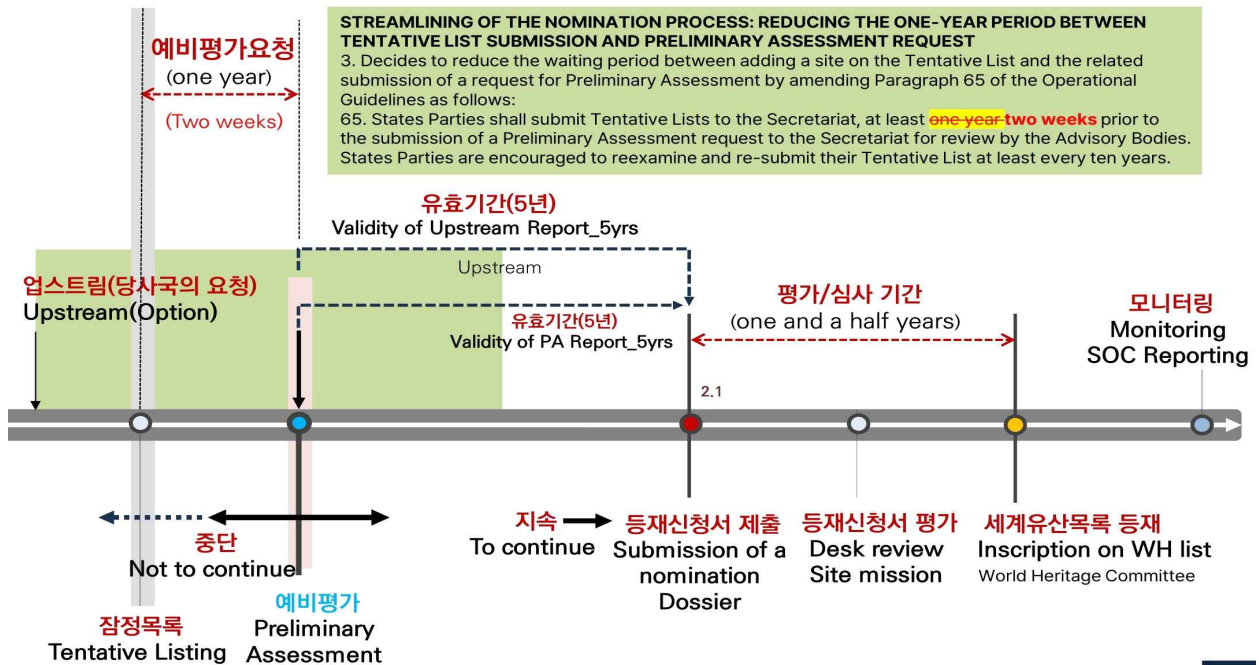 STREAMLINING OF THE NOMINATION PROCESS: REDUCING THE ONE-YEAR PERIOD BETWEEN
TENTATIVE LIST SUBMISSION AND PRELIMINARY ASSESSMENT REQUEST
3. Decides to reduce the waiting period between adding a site on the Tentative List and the related
submission of a request for Preliminary Assessment by amending Paragraph 65 of the Operational
Guidelines as follows:
65. States Parties shall submit Tentative Lists to the Secretariat, at least one year two weeks prior to
the submission of a Preliminary Assessment request to the Secretariat for review by the Advisory Bodies.
States Parties are encouraged to reexamine and re-submit their Tentative List at least every ten years.
예비평가요청
(one year)
(Two weeks)
유효기간(5년)
Validity of Upstream Report_5yrs
Upstream
업스트림(당사국의 요청)
Upstream(Option)
유효기간(5년)
Validity of PA Report_5yrs
평가/심사 기간
(one and a half years)
모니터링
Monitoring
SOC Reporting
2.1
중단
Not to continue
지속
To continue
등재신청서 제출
Submission of a
nomination
Dossier
등재신청서 평가
Desk review
Site mission
세계유산목록 등재
Inscription on WH list
World Heritage Committee
잠정목록
Tentative Listing
예비평가
Preliminary
Assessment